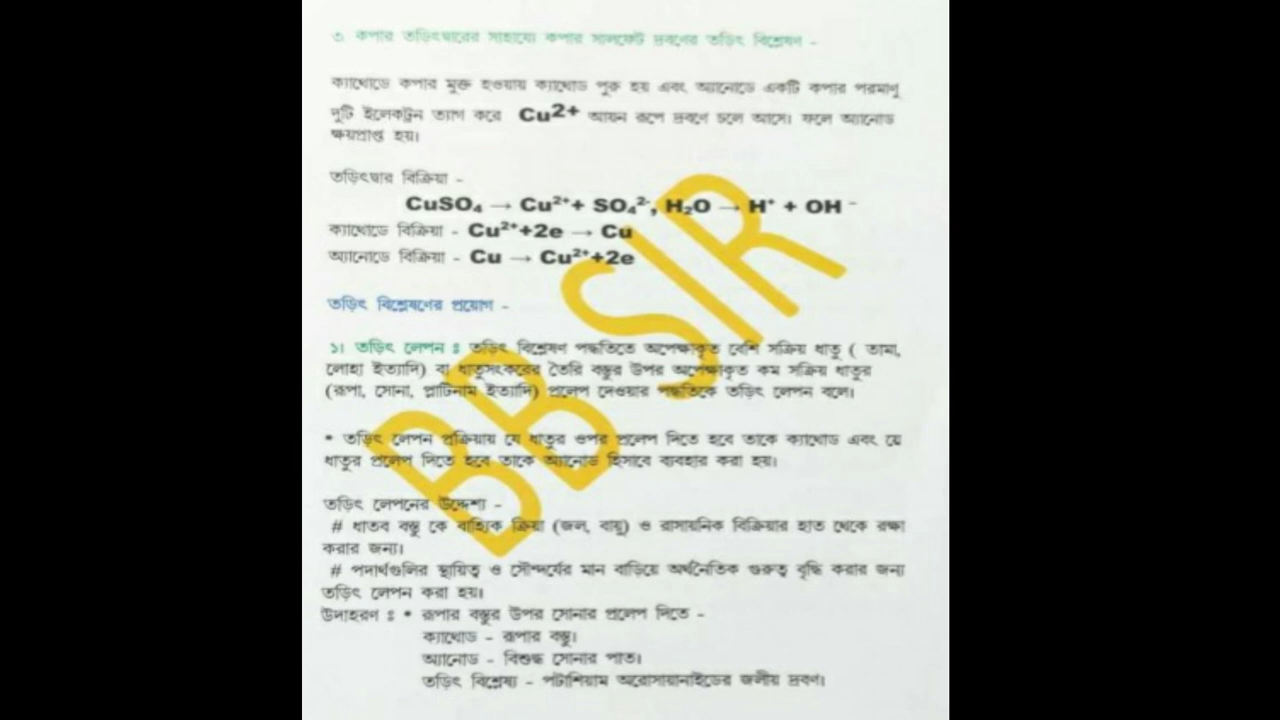 ৩. কপার তড়িৎদ্বারের সাহায্যে কপার সালফেট দ্রবণের তড়িৎ বিশ্লেষণ -
ক্যাথোডে কপার মুক্ত হওয়ায় ক্যাথোড পুরু হয় এবং অ্যানোডে একটি কপার পরমাণু
দুটি ইলেকট্রন ত্যাগ করে Cu2+ আয়ন রূপে দ্রবণে চলে আসে। ফলে অ্যানোড
ক্ষয়প্রাপ্ত হয়।
তড়িৎদ্বার বিক্রিয়া -
CuSO₄ → Cu²⁺+ SO₄²⁻, H₂O → H⁺ + OH⁻
ক্যাথোডে বিক্রিয়া - Cu²⁺+2e → Cu
অ্যানোডে বিক্রিয়া - Cu → Cu²⁺+2e
তড়িৎ বিশ্লেষণের প্রয়োগ -
১। তড়িৎ লেপন ঃ তড়িৎ বিশ্লেষণ পদ্ধতিতে অপেক্ষাকৃত বেশি সক্রিয় ধাতু ( তামা,
লোহা ইত্যাদি) বা ধাতুসংকরের তৈরি বস্তুর উপর অপেক্ষাকৃত কম সক্রিয় ধাতুর
(রূপা, সোনা, প্লাটিনাম ইত্যাদি) প্রলেপ দেওয়ার পদ্ধতিকে তড়িৎ লেপন বলে।
* তড়িৎ লেপন প্রক্রিয়ায় যে ধাতুর ওপর প্রলেপ দিতে হবে তাকে ক্যাথোড এবং যে
ধাতুর প্রলেপ দিতে হবে তাকে অ্যানোড হিসাবে ব্যবহার করা হয়।
তড়িৎ লেপনের উদ্দেশ্য -
# ধাতব বস্তু কে বাহ্যিক ক্রিয়া (জল, বায়ু) ও রাসায়নিক বিক্রিয়ার হাত থেকে রক্ষা
করার জন্য।
# পদার্থগুলির স্থায়িত্ব ও সৌন্দর্যের মান বাড়িয়ে অর্থনৈতিক গুরুত্ব বৃদ্ধি করার জন্য
তড়িৎ লেপন করা হয়।
উদাহরণ ঃ * রূপার বস্তুর উপর সোনার প্রলেপ দিতে -
ক্যাথোড - রূপার বস্তু।
অ্যানোড - বিশুদ্ধ সোনার পাত।
তড়িৎ বিশ্লেষ্য - পটাশিয়াম অরোসায়ানাইডের জলীয় দ্রবণ।
BB SIR